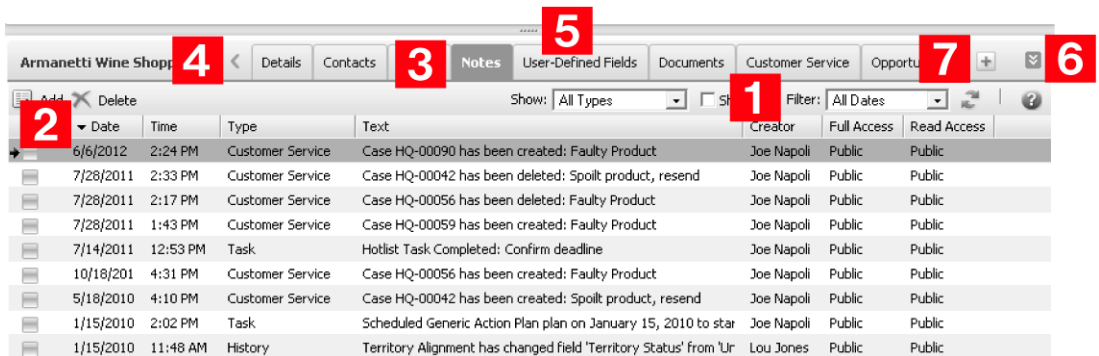 5
Armanetti Wine Shopp 4 Details Contacts 3 Notes User-Defined Fields Documents Customer Service Opportu 7 + 6
Add Delete Show: All Types Sh 1 Filter: All Dates ?
2 Date Time Type Text Creator Full Access Read Access
6/6/2012 2:24 PM Customer Service Case HQ-00090 has been created: Faulty Product Joe Napoli Public Public
7/28/2011 2:33 PM Customer Service Case HQ-00042 has been deleted: Spoilt product, resend Joe Napoli Public Public
7/28/2011 2:17 PM Customer Service Case HQ-00056 has been deleted: Faulty Product Joe Napoli Public Public
7/28/2011 1:43 PM Customer Service Case HQ-00059 has been created: Faulty Product Joe Napoli Public Public
7/14/2011 12:53 PM Task Hotlist Task Completed: Confirm deadline Joe Napoli Public Public
10/18/201 4:31 PM Customer Service Case HQ-00056 has been created: Faulty Product Joe Napoli Public Public
5/18/2010 4:10 PM Customer Service Case HQ-00042 has been created: Spoilt product, resend Joe Napoli Public Public
1/15/2010 2:02 PM Task Scheduled Generic Action Plan plan on January 15, 2010 to star Joe Napoli Public Public
1/15/2010 11:48 AM History Territory Alignment has changed field 'Territory Status' from 'Ur Lou Jones Public Public